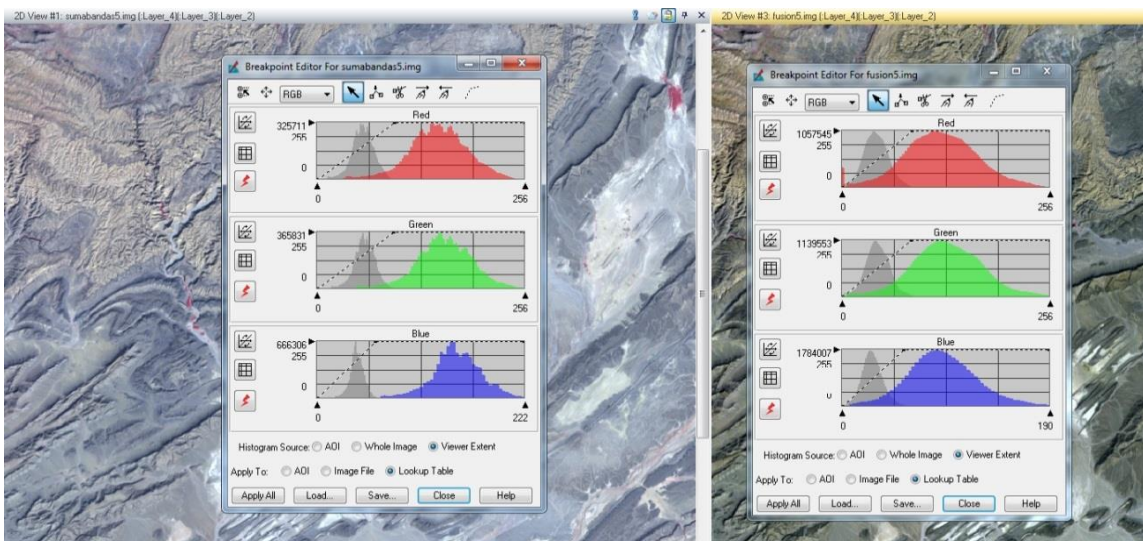 2D View #1: sumabandas5.img (:Layer_4)(:Layer_3)(:Layer_2)
Breakpoint Editor For sumabandas5.img
RGB
Red
325711
255
0
0 256
Green
365831
255
0
0 256
Blue
666306
255
0
0 222
Histogram Source: AOI Whole Image Viewer Extent
Apply To: AOI Image File Lookup Table
Apply All Load... Save... Close Help
2D View #3: fusion5.img (:Layer_4)(:Layer_3)(:Layer_2)
Breakpoint Editor For fusion5.img
RGB
Red
1057545
255
0
0 256
Green
1139553
255
0
0 256
Blue
1784007
255
0
0 190
Histogram Source: AOI Whole Image Viewer Extent
Apply To: AOI Image File Lookup Table
Apply All Load... Save... Close Help